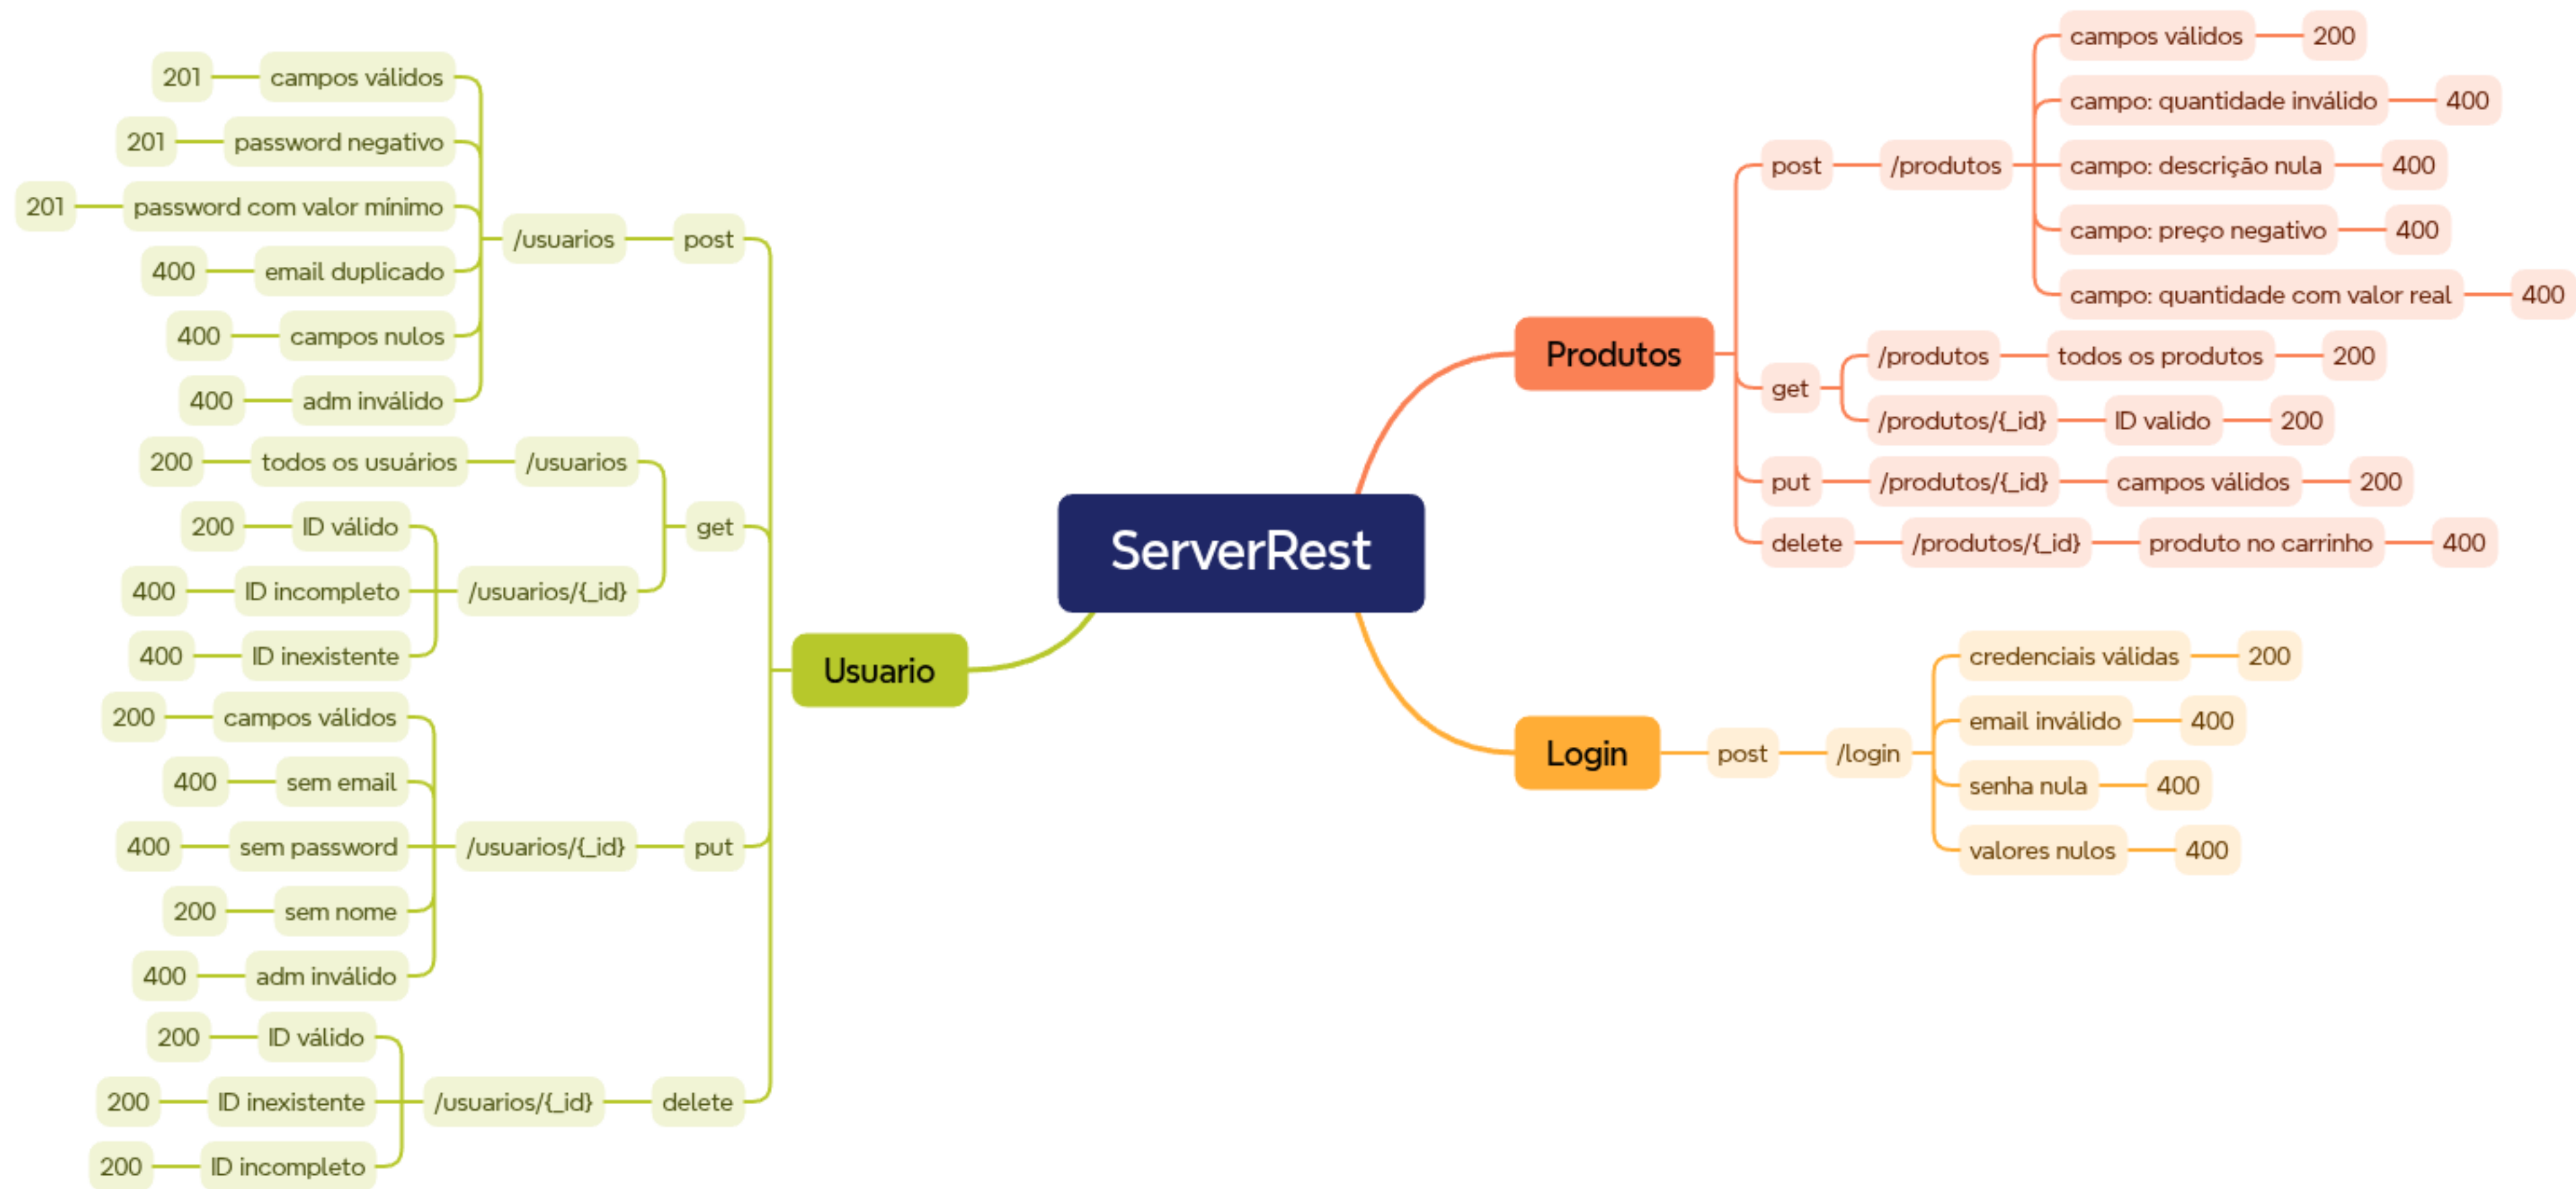 ServerRest
Usuario
post
/usuarios
campos válidos
201
password negativo
201
password com valor mínimo
201
email duplicado
400
campos nulos
400
adm inválido
400
get
/usuarios
todos os usuários
200
/usuarios/{_id}
ID válido
200
ID incompleto
400
ID inexistente
400
put
/usuarios/{_id}
campos válidos
200
sem email
400
sem password
400
sem nome
200
adm inválido
400
delete
/usuarios/{_id}
ID válido
200
ID inexistente
200
ID incompleto
200
Produtos
post
/produtos
campos válidos
200
campo: quantidade inválido
400
campo: descrição nula
400
campo: preço negativo
400
campo: quantidade com valor real
400
get
/produtos
todos os produtos
200
/produtos/{_id}
ID valido
200
put
/produtos/{_id}
campos válidos
200
delete
/produtos/{_id}
produto no carrinho
400
Login
post
/login
credenciais válidas
200
email inválido
400
senha nula
400
valores nulos
400